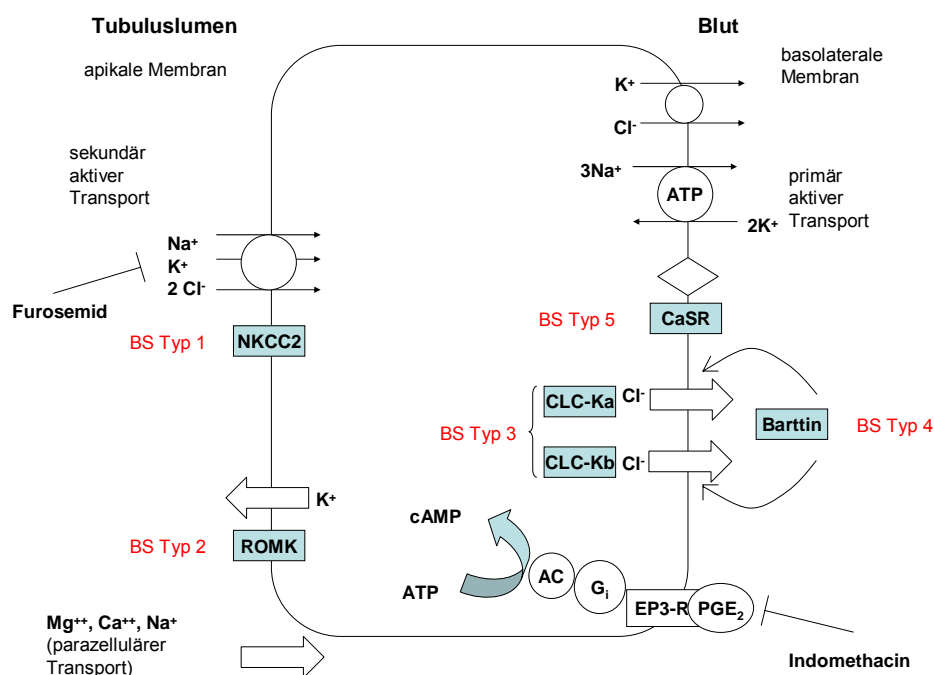 Tubuluslumen
Blut
apikale Membran
basolaterale
Membran
K⁺
Cl⁻
sekundär
aktiver
Transport
3Na⁺
ATP
primär
aktiver
Transport
2K⁺
Na⁺
K⁺
2 Cl⁻
Furosemid
BS Typ 1
NKCC2
BS Typ 5
CaSR
CLC-Ka
Cl⁻
BS Typ 3
CLC-Kb
Cl⁻
Barttin
BS Typ 4
K⁺
BS Typ 2
ROMK
cAMP
ATP
AC
Gᵢ
EP3-R
PGE₂
Indomethacin
Mg⁺⁺, Ca⁺⁺, Na⁺
(parazellulärer
Transport)